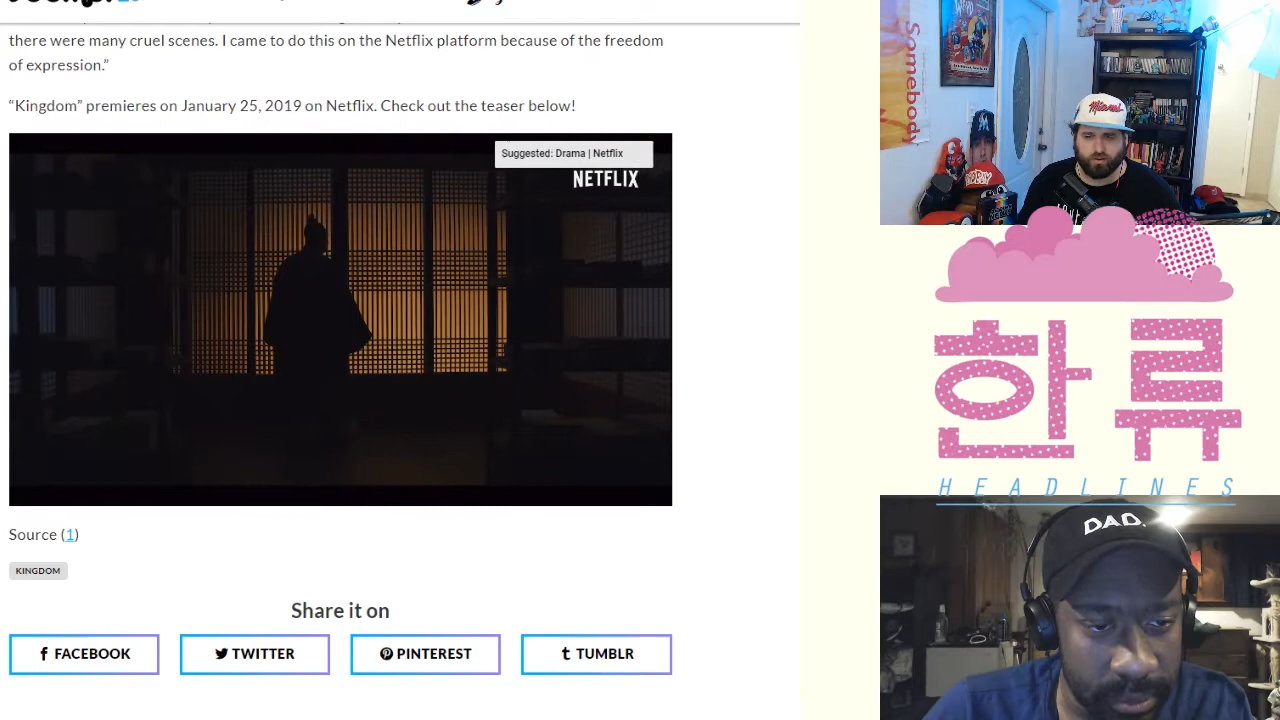 there were many cruel scenes. I came to do this on the Netflix platform because of the freedom
of expression.”
“Kingdom” premieres on January 25, 2019 on Netflix. Check out the teaser below!
Suggested: Drama | Netflix
NETFLIX
Source (1)
KINGDOM
Share it on
FACEBOOK
TWITTER
PINTEREST
TUMBLR
Somebody
Miami
한류
HEADLINES
DAD.